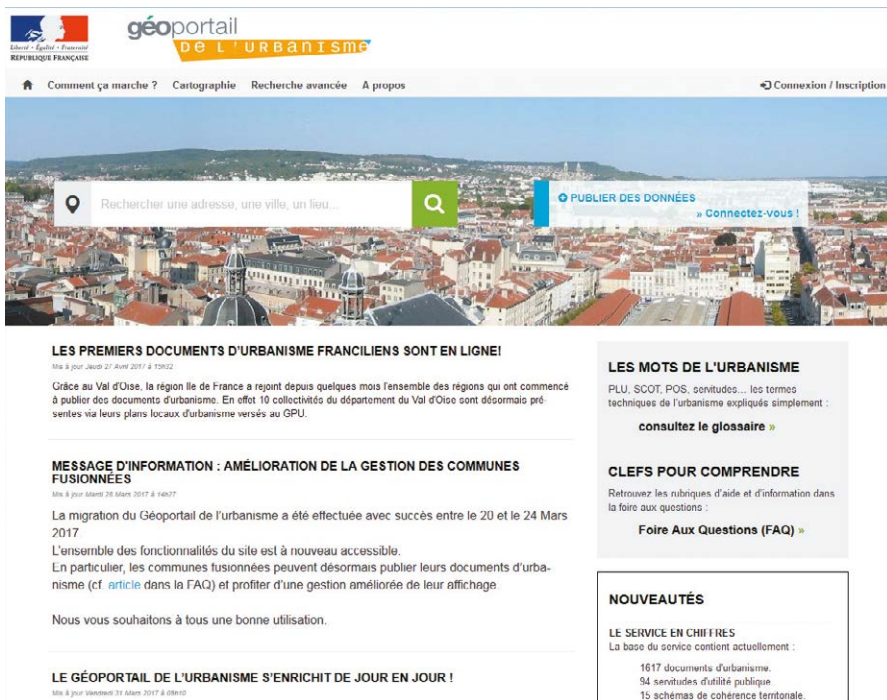 Liberté • Égalité • Fraternité
RÉPUBLIQUE FRANÇAISE
géoportail
DE L'URBANISME
Comment ça marche ?
Cartographie
Recherche avancée
A propos
Connexion / Inscription
Rechercher une adresse, une ville, un lieu...
PUBLIER DES DONNÉES
» Connectez-vous !
LES PREMIERS DOCUMENTS D'URBANISME FRANCILIENS SONT EN LIGNE!
Mis à jour Jeudi 27 Avril 2017 à 15h32
Grâce au Val d'Oise, la région Ile de France a rejoint depuis quelques mois l'ensemble des régions qui ont commencé
à publier des documents d'urbanisme. En effet 10 collectivités du département du Val d'Oise sont désormais pré-
sentes via leurs plans locaux d'urbanisme versés au GPU.
MESSAGE D'INFORMATION : AMÉLIORATION DE LA GESTION DES COMMUNES
FUSIONNÉES
Mis à jour Mardi 28 Mars 2017 à 14h27
La migration du Géoportail de l'urbanisme a été effectuée avec succès entre le 20 et le 24 Mars
2017.
L'ensemble des fonctionnalités du site est à nouveau accessible.
En particulier, les communes fusionnées peuvent désormais publier leurs documents d'urba-
nisme (cf. article dans la FAQ) et profiter d'une gestion améliorée de leur affichage.
Nous vous souhaitons à tous une bonne utilisation.
LE GÉOPORTAIL DE L'URBANISME S'ENRICHIT DE JOUR EN JOUR !
Mis à jour Vendredi 31 Mars 2017 à 09h10
LES MOTS DE L'URBANISME
PLU, SCOT, POS, servitudes... les termes
techniques de l'urbanisme expliqués simplement :
consultez le glossaire »
CLEFS POUR COMPRENDRE
Retrouvez les rubriques d'aide et d'information dans
la foire aux questions :
Foire Aux Questions (FAQ) »
NOUVEAUTÉS
LE SERVICE EN CHIFFRES
La base du service contient actuellement :
1617 documents d'urbanisme.
94 servitudes d'utilité publique
15 schémas de cohérence territoriale.